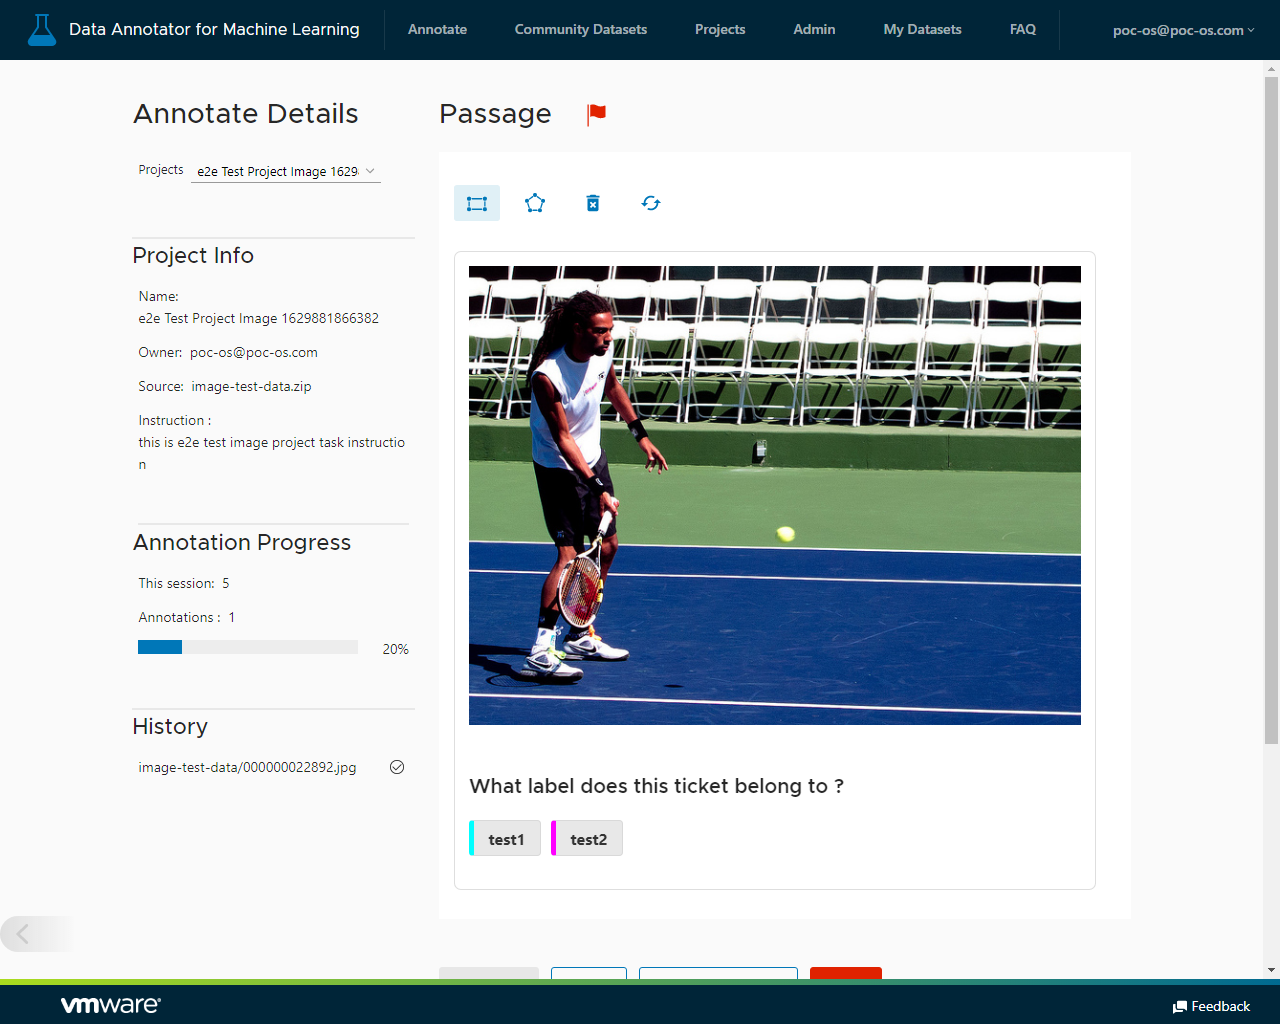 Data Annotator for Machine Learning
Annotate
Community Datasets
Projects
Admin
My Datasets
FAQ
poc-os@poc-os.com
Annotate Details
Projects
e2e Test Project Image 1629
Project Info
Name:
e2e Test Project Image 1629881866382
Owner: poc-os@poc-os.com
Source: image-test-data.zip
Instruction :
this is e2e test image project task instructio
n
Annotation Progress
This session: 5
Annotations : 1
20%
History
image-test-data/000000022892.jpg
Passage
What label does this ticket belong to ?
test1
test2
vmware
Feedback